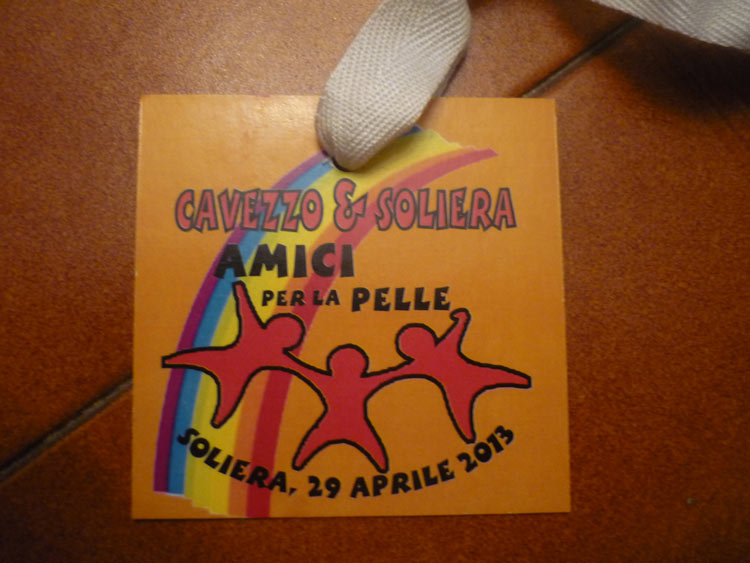 CAVEZZO & SOLIERA
AMICI
PER LA PELLE
SOLIERA, 29 APRILE 2013